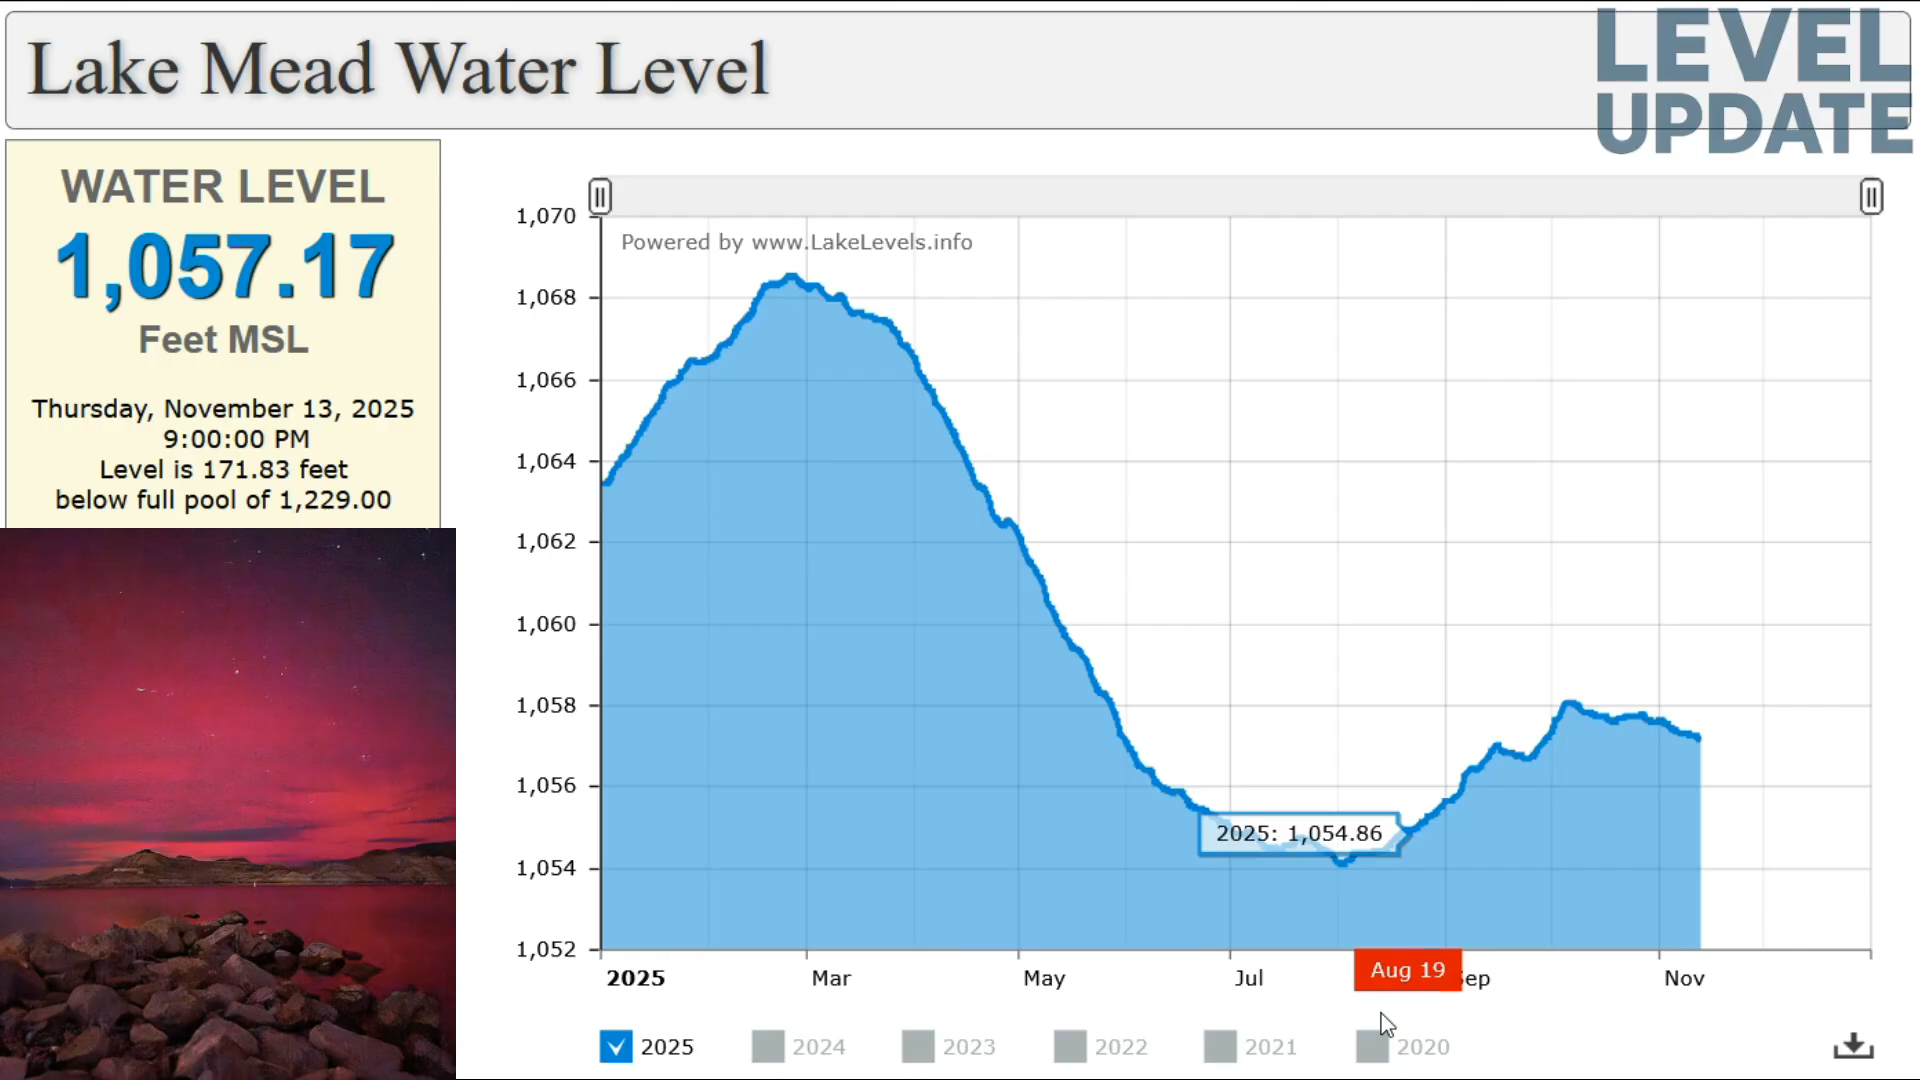 Lake Mead Water Level
LEVEL
UPDATE
WATER LEVEL
1,057.17
Feet MSL
Thursday, November 13, 2025
9:00:00 PM
Level is 171.83 feet
below full pool of 1,229.00
Powered by www.LakeLevels.info
1,070
1,068
1,066
1,064
1,062
1,060
1,058
1,056
1,054
1,052
2025: 1,054.86
2025 Mar May Jul Aug 19 ep Nov
2025 2024 2023 2022 2021 2020